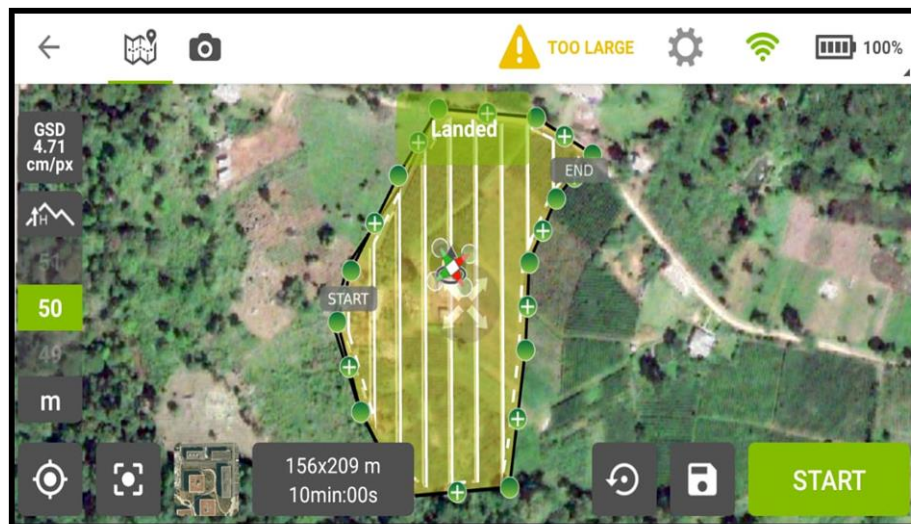 TOO LARGE
100%
GSD
4.71
cm/px
Landed
END
H
51
START
50
49
m
156x209 m
10min:00s
START